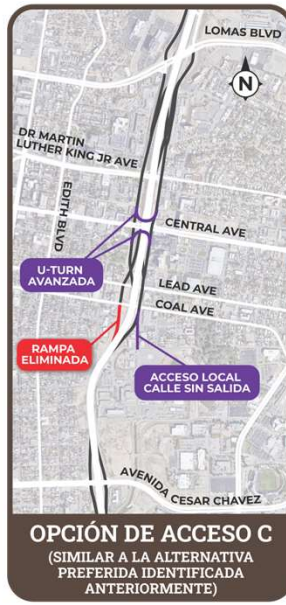 LOMAS BLVD
N
DR MARTIN
LUTHER KING JR AVE
EDITH BLVD
CENTRAL AVE
U-TURN
AVANZADA
LEAD AVE
COAL AVE
RAMPA
ELIMINADA
ACCESO LOCAL
CALLE SIN SALIDA
AVENIDA CESAR CHAVEZ
OPCIÓN DE ACCESO C
(SIMILAR A LA ALTERNATIVA
PREFERIDA IDENTIFICADA
ANTERIORMENTE)